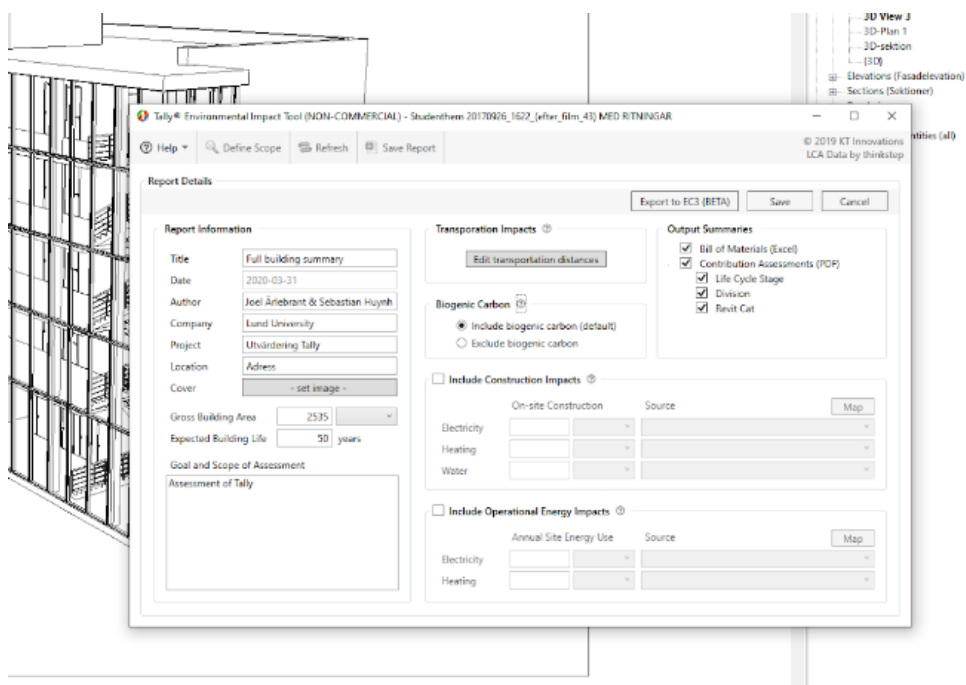 3D View 3
3D-Plan 1
3D-sektion
{3D}
Elevations (Fasadelevation)
Sections (Sektioner)
ntities (all)
Tally® Environmental Impact Tool (NON-COMMERCIAL) - Studenthem 20170926_1622_(efter_film_43) MED RITNINGAR
Help Define Scope Refresh Save Report
© 2019 KT Innovations
LCA Data by thinkstep
Report Details
Export to EC3 (BETA) Save Cancel
Report Information
Title Full building summary
Date 2020-03-31
Author Joel Ärlebrant & Sebastian Huynh
Company Lund University
Project Utvärdering Tally
Location Adress
Cover - set image -
Gross Building Area 2535
Expected Building Life 50 years
Goal and Scope of Assessment
Assessment of Tally
Transporation Impacts
Edit transportation distances
Biogenic Carbon
Include biogenic carbon (default)
Exclude biogenic carbon
Output Summaries
Bill of Materials (Excel)
Contribution Assessments (PDF)
Life Cycle Stage
Division
Revit Cat
Include Construction Impacts
On-site Construction Source Map
Electricity
Heating
Water
Include Operational Energy Impacts
Annual Site Energy Use Source Map
Electricity
Heating